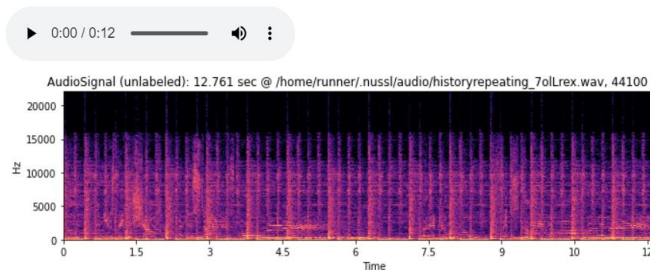 0:00 / 0:12
AudioSignal (unlabeled): 12.761 sec @ /home/runner/.nussl/audio/historyrepeating_7olLrex.wav, 44100
20000
15000
10000
5000
0
Hz
0 1.5 3 4.5 6 7.5 9 10 12
Time